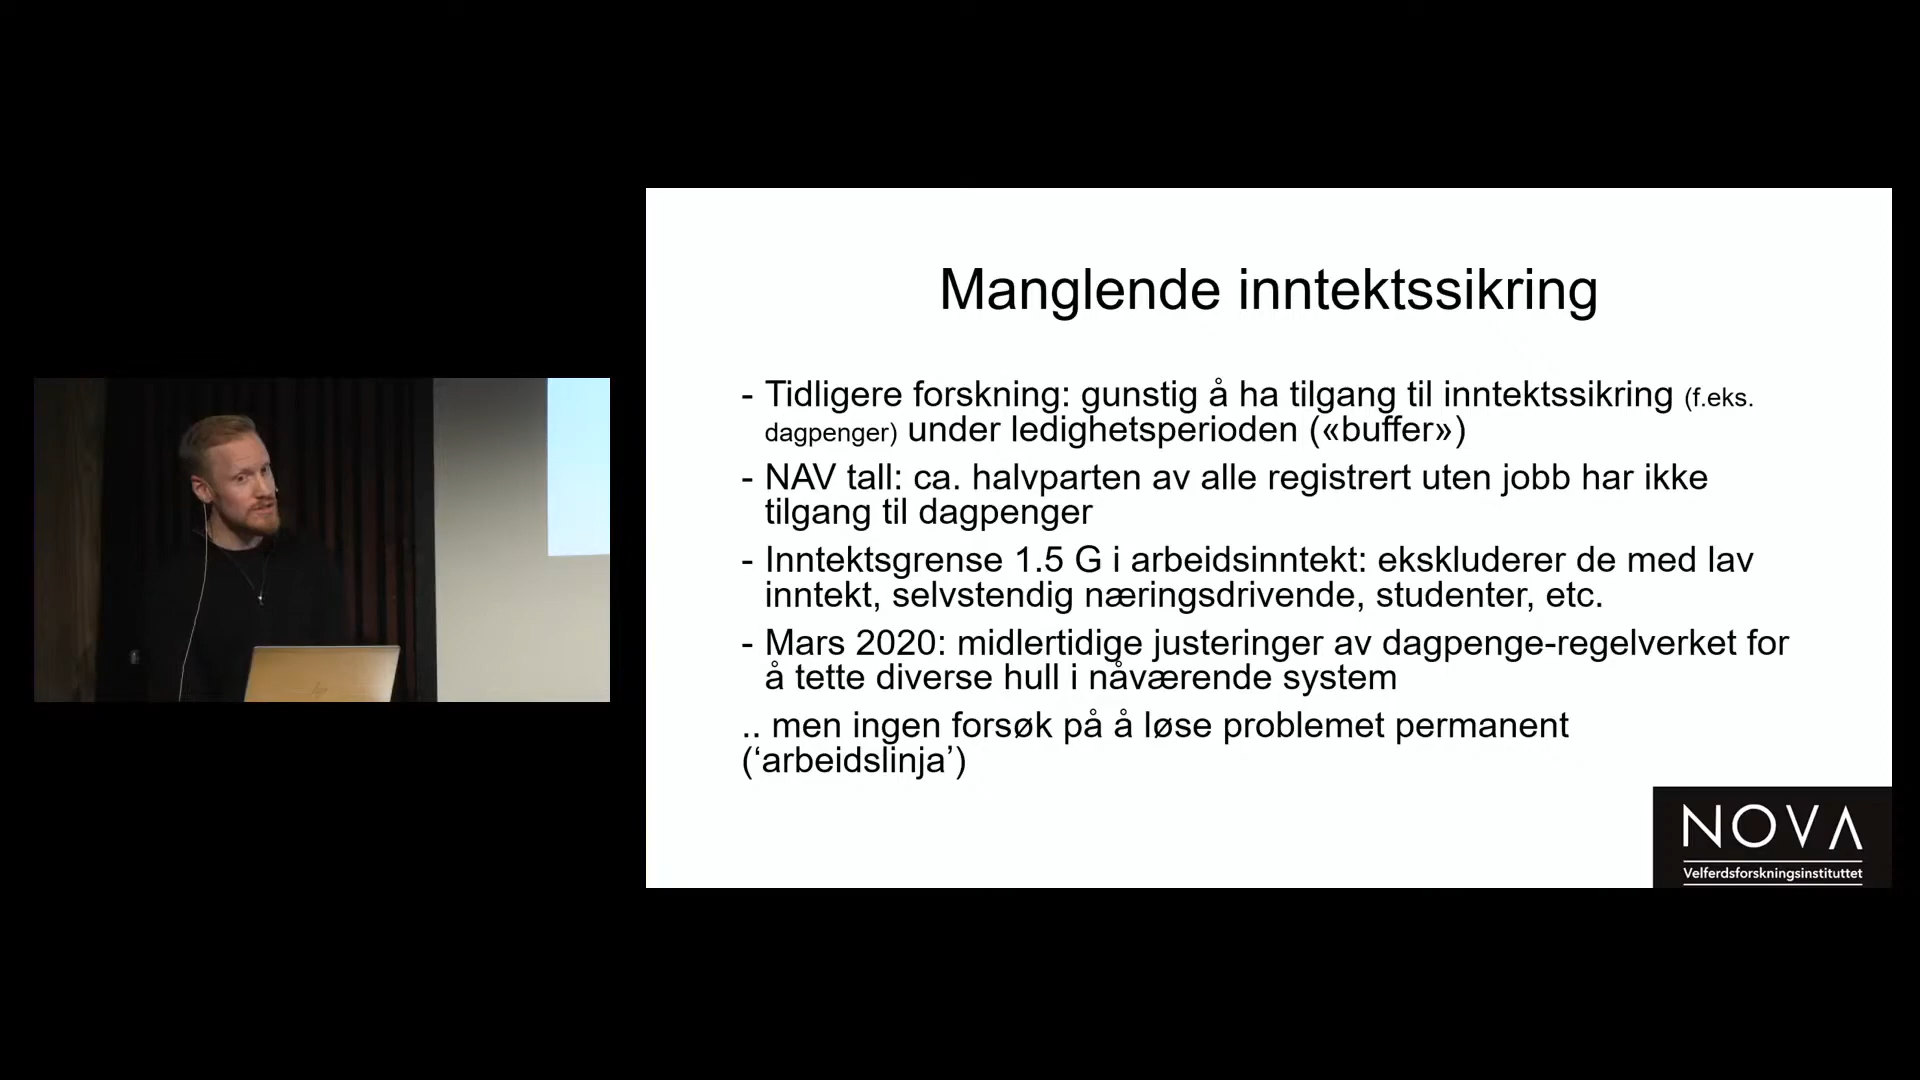 Manglende inntektssikring
- Tidligere forskning: gunstig å ha tilgang til inntektssikring (f.eks.
dagpenger) under ledighetsperioden («buffer»)
- NAV tall: ca. halvparten av alle registrert uten jobb har ikke
tilgang til dagpenger
- Inntektsgrense 1.5 G i arbeidsinntekt: ekskluderer de med lav
inntekt, selvstendig næringsdrivende, studenter, etc.
- Mars 2020: midlertidige justeringer av dagpenge-regelverket for
å tette diverse hull i nåværende system
.. men ingen forsøk på å løse problemet permanent
(‘arbeidslinja’)
NOVA
Velferdsforskningsinstituttet